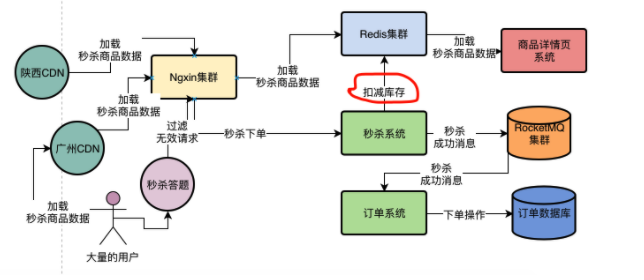 加载
秒杀商品数据
陕西CDN
Ngxin集群
加载
秒杀商品数据
Redis集群
加载
秒杀商品数据
商品详情页
系统
加载
秒杀商品数据
扣减库存
广州CDN
过滤
无效请求
秒杀下单
秒杀系统
秒杀
成功消息
RocketMQ
集群
秒杀
成功消息
秒杀答题
加载
秒杀商品数据
订单系统
下单操作
订单数据库
大量的用户